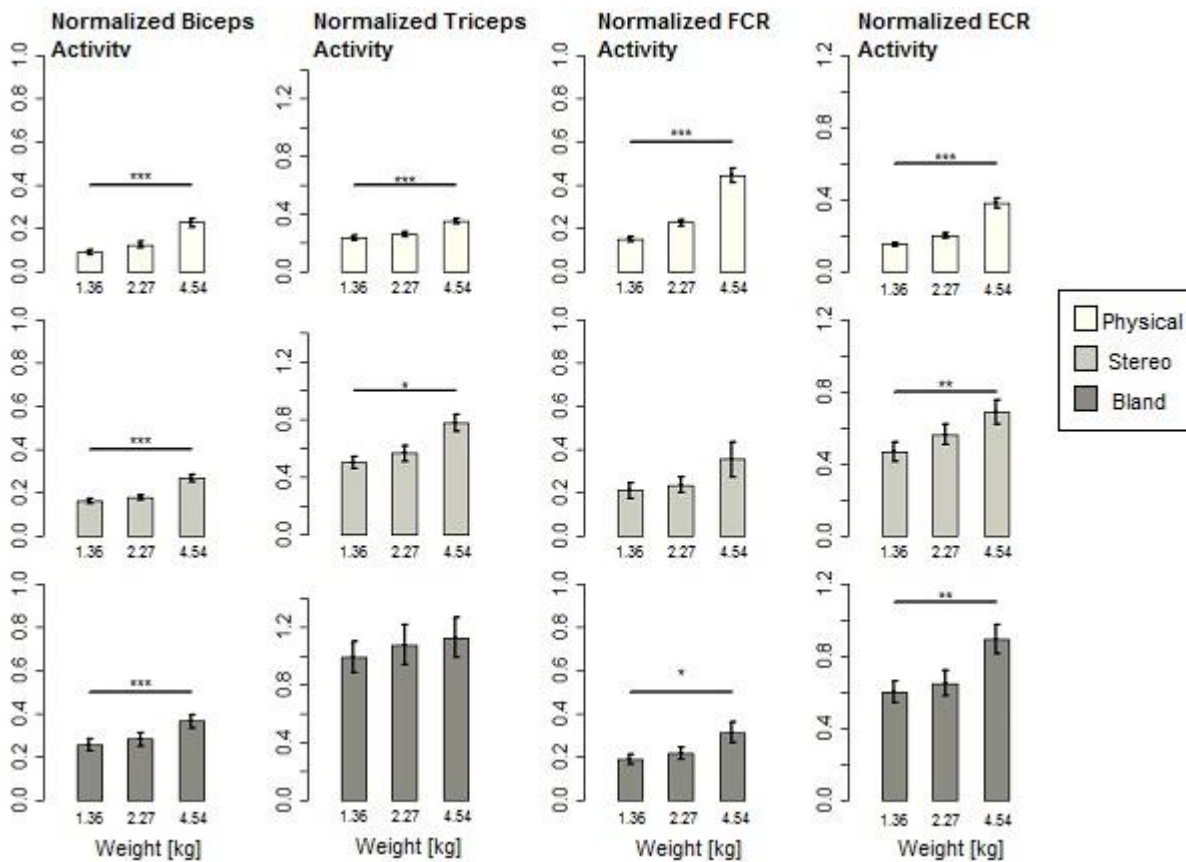 Normalized Biceps
Activity
Normalized Triceps
Activity
Normalized FCR
Activity
Normalized ECR
Activity
0.0 0.2 0.4 0.6 0.8 1.0
***
1.36 2.27 4.54
0.0 0.4 0.8 1.2
***
1.36 2.27 4.54
0.0 0.2 0.4 0.6 0.8 1.0
***
1.36 2.27 4.54
0.0 0.4 0.8 1.2
***
1.36 2.27 4.54
Physical
Stereo
Bland
0.0 0.2 0.4 0.6 0.8 1.0
***
1.36 2.27 4.54
0.0 0.4 0.8 1.2
*
1.36 2.27 4.54
0.0 0.2 0.4 0.6 0.8 1.0
1.36 2.27 4.54
0.0 0.4 0.8 1.2
**
1.36 2.27 4.54
0.0 0.2 0.4 0.6 0.8 1.0
***
1.36 2.27 4.54
Weight [kg]
0.0 0.4 0.8 1.2
1.36 2.27 4.54
Weight [kg]
0.0 0.2 0.4 0.6 0.8 1.0
*
1.36 2.27 4.54
Weight [kg]
0.0 0.4 0.8 1.2
**
1.36 2.27 4.54
Weight [kg]